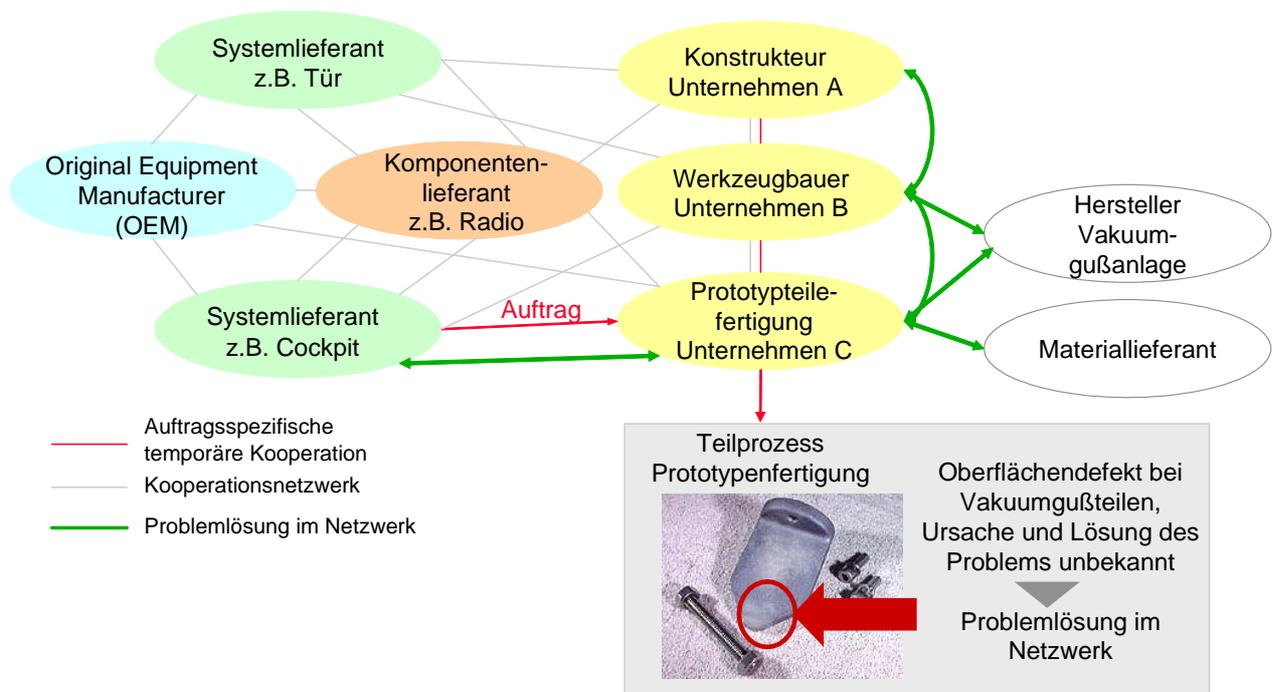 Systemlieferant
z.B. Tür
Konstrukteur
Unternehmen A
Original Equipment
Manufacturer
(OEM)
Komponenten-
lieferant
z.B. Radio
Werkzeugbauer
Unternehmen B
Hersteller
Vakuum-
gußanlage
Systemlieferant
z.B. Cockpit
Auftrag
Prototypteile-
fertigung
Unternehmen C
Materiallieferant
Auftragsspezifische
temporäre Kooperation
Kooperationsnetzwerk
Problemlösung im Netzwerk
Teilprozess
Prototypenfertigung
Oberflächendefekt bei
Vakuumgußteilen,
Ursache und Lösung des
Problems unbekannt
Problemlösung im
Netzwerk